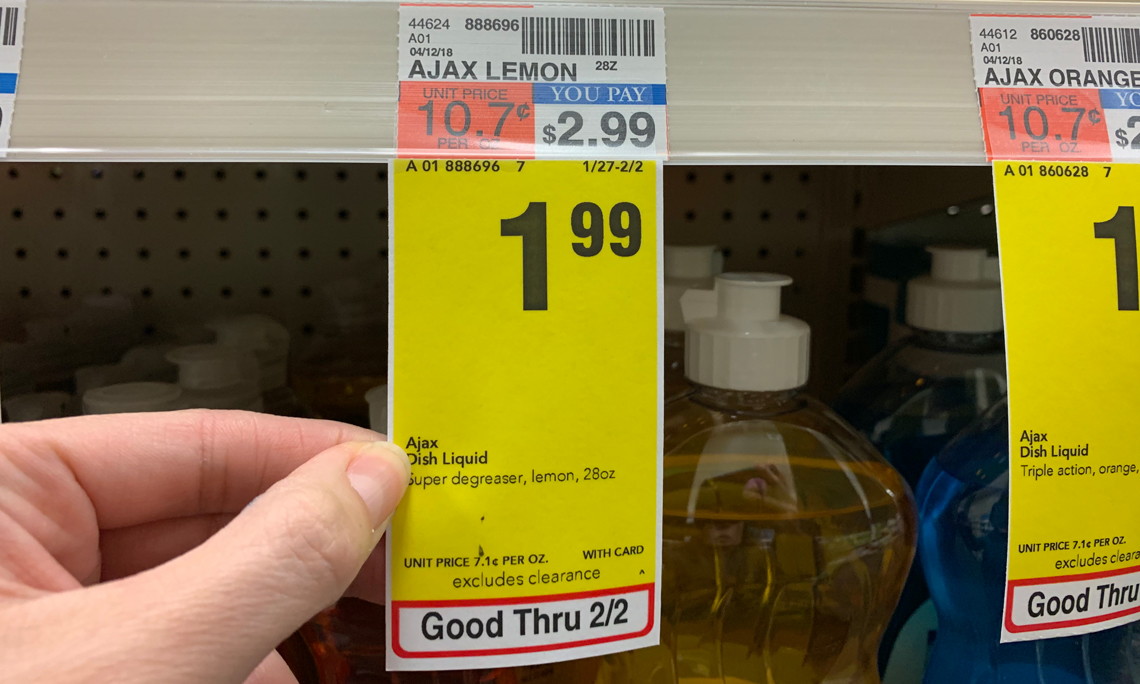 44624 888696
A01
04/12/18
AJAX LEMON 28Z
UNIT PRICE
10.7¢
PER OZ
YOU PAY
$2.99
A 01 888696 7 1/27-2/2
1 99
Ajax
Dish Liquid
Super degreaser, lemon, 28oz
UNIT PRICE 7.1¢ PER OZ. WITH CARD
excludes clearance ^
Good Thru 2/2
44612 860628
A01
04/12/18
AJAX ORANGE
UNIT PRICE
10.7¢
PER OZ
$2
A 01 860628 7
1
Ajax
Dish Liquid
Triple action, orange,
UNIT PRICE 7.1¢ PER OZ.
excludes
Good Thru